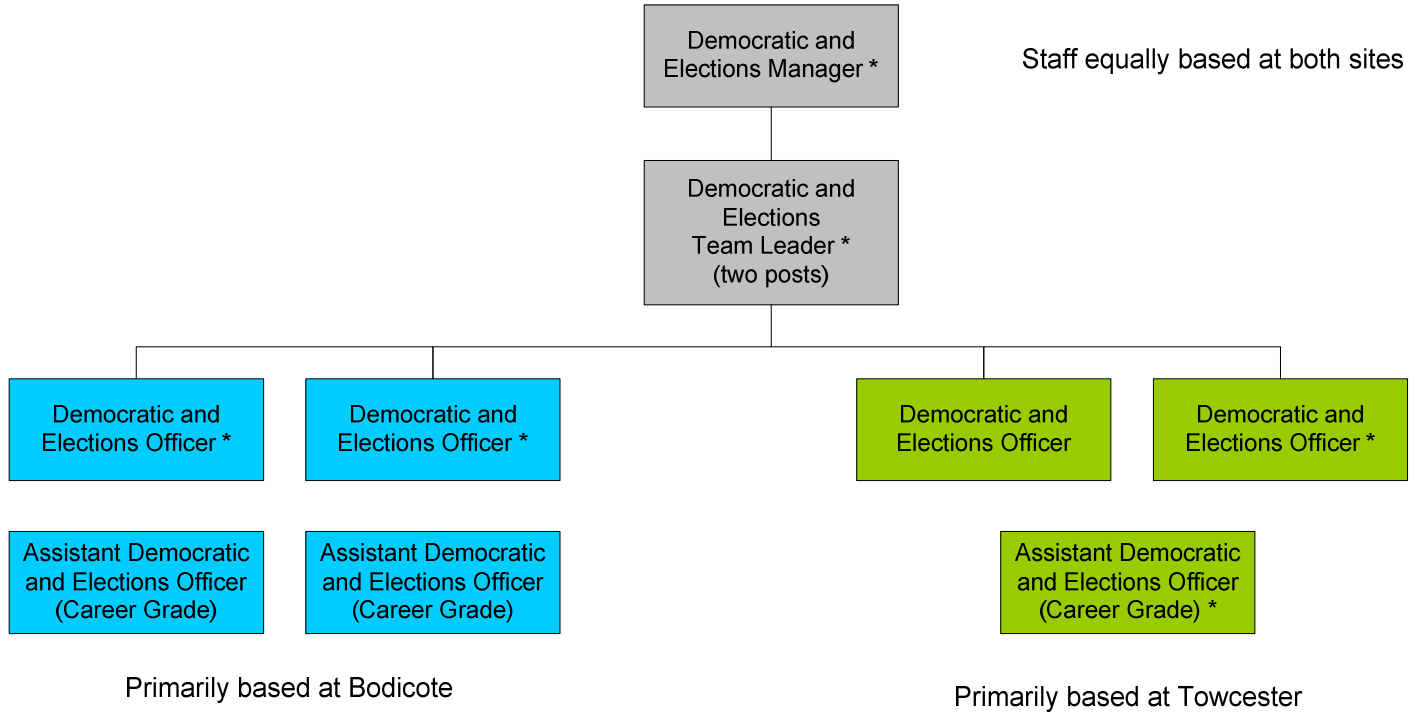 Democratic and
Elections Manager *
Staff equally based at both sites
Democratic and
Elections
Team Leader *
(two posts)
Democratic and
Elections Officer *
Democratic and
Elections Officer *
Democratic and
Elections Officer
Democratic and
Elections Officer *
Assistant Democratic
and Elections Officer
(Career Grade)
Assistant Democratic
and Elections Officer
(Career Grade)
Assistant Democratic
and Elections Officer
(Career Grade) *
Primarily based at Bodicote
Primarily based at Towcester